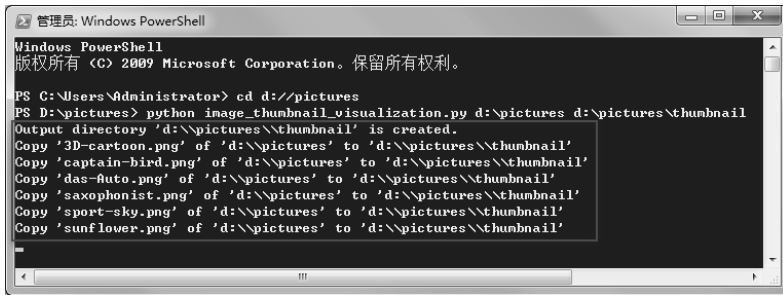 管理员: Windows PowerShell
Windows PowerShell
版权所有 (C) 2009 Microsoft Corporation。保留所有权利。
PS C:\Users\Administrator> cd d://pictures
PS D:\pictures> python image_thumbnail_visualization.py d:\pictures d:\pictures\thumbnail
Output directory 'd:\\pictures\\thumbnail' is created.
Copy '3D-cartoon.png' of 'd:\\pictures' to 'd:\\pictures\\thumbnail'
Copy 'captain-bird.png' of 'd:\\pictures' to 'd:\\pictures\\thumbnail'
Copy 'das-Auto.png' of 'd:\\pictures' to 'd:\\pictures\\thumbnail'
Copy 'saxophonist.png' of 'd:\\pictures' to 'd:\\pictures\\thumbnail'
Copy 'sport-sky.png' of 'd:\\pictures' to 'd:\\pictures\\thumbnail'
Copy 'sunflower.png' of 'd:\\pictures' to 'd:\\pictures\\thumbnail'